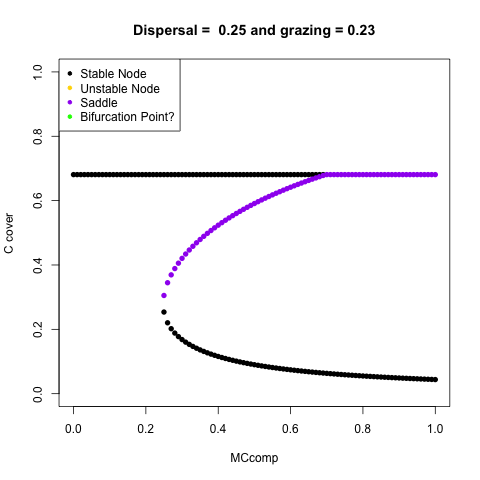 Dispersal =  0.25 and grazing = 0.23
Stable Node
Unstable Node
Saddle
Bifurcation Point?
1.0
0.8
0.6
0.4
0.2
0.0
C cover
0.0 0.2 0.4 0.6 0.8 1.0
MCcomp